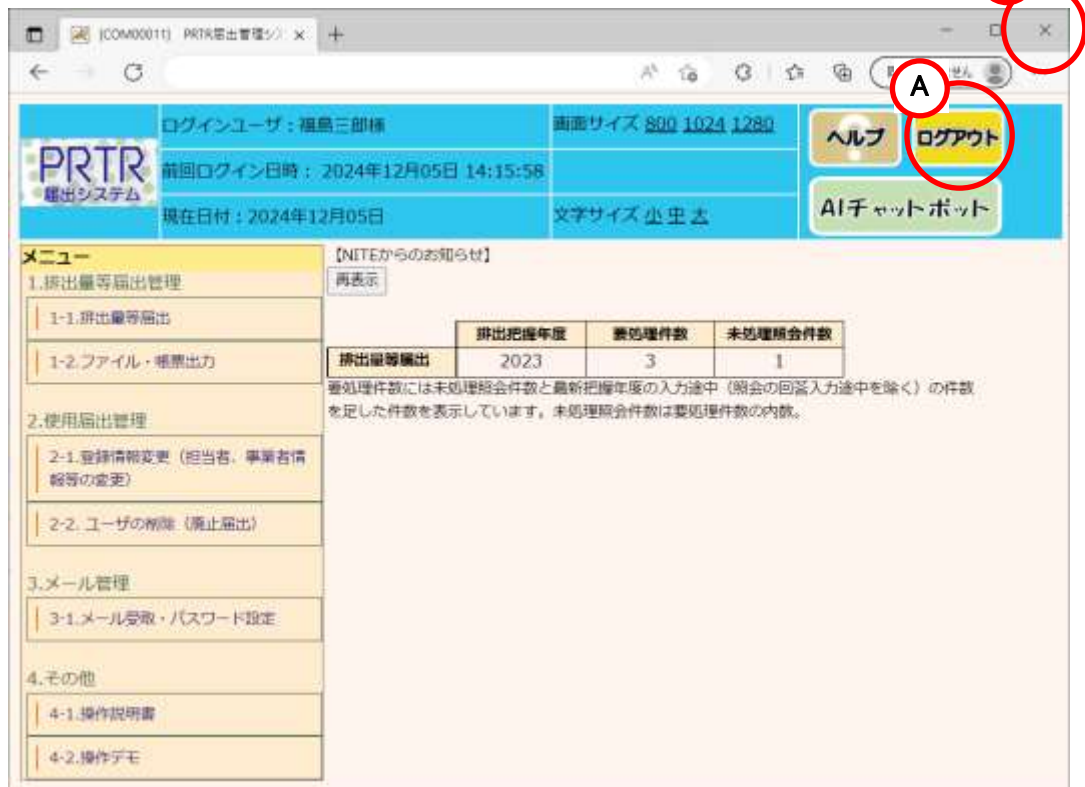 [COM00011] PRTR届出管理シ
A
PRTR
届出システム
ログインユーザ：福島三郎様
画面サイズ 800 1024 1280
前回ログイン日時： 2024年12月05日 14:15:58
現在日付：2024年12月05日
文字サイズ 小 中 大
ヘルプ
ログアウト
AIチャットボット
メニュー
1.排出量等届出管理
1-1.排出量等届出
1-2.ファイル・帳票出力
2.使用届出管理
2-1.登録情報変更（担当者、事業者情
報等の変更）
2-2. ユーザの削除（廃止届出）
3.メール管理
3-1.メール受取・パスワード設定
4.その他
4-1.操作説明書
4-2.操作デモ
【NITEからのお知らせ】
再表示
排出把握年度 要処理件数 未処理照会件数
排出量等届出 2023 3 1
要処理件数には未処理照会件数と最新把握年度の入力途中（照会の回答入力途中を除く）の件数
を足した件数を表示しています。未処理照会件数は要処理件数の内数。